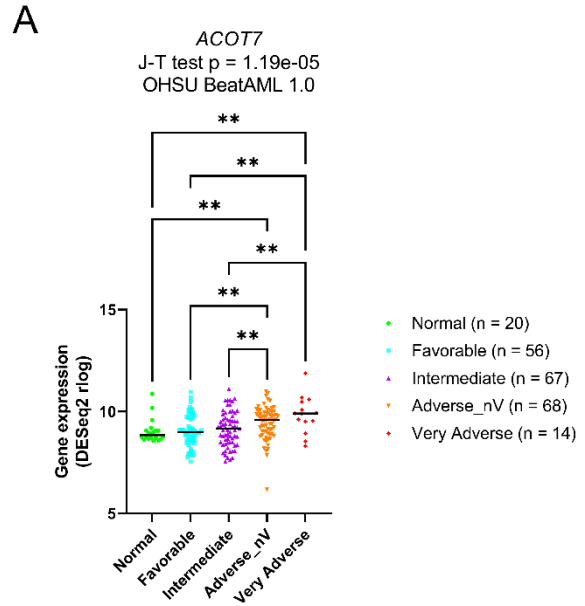 A
ACOT7
J-T test p = 1.19e-05
OHSU BeatAML 1.0
**
**
**
**
**
**
15
10
5
Gene expression
(DESeq2 rlog)
Normal
Favorable
Intermediate
Adverse_nV
Very Adverse
Normal (n = 20)
Favorable (n = 56)
Intermediate (n = 67)
Adverse_nV (n = 68)
Very Adverse (n = 14)